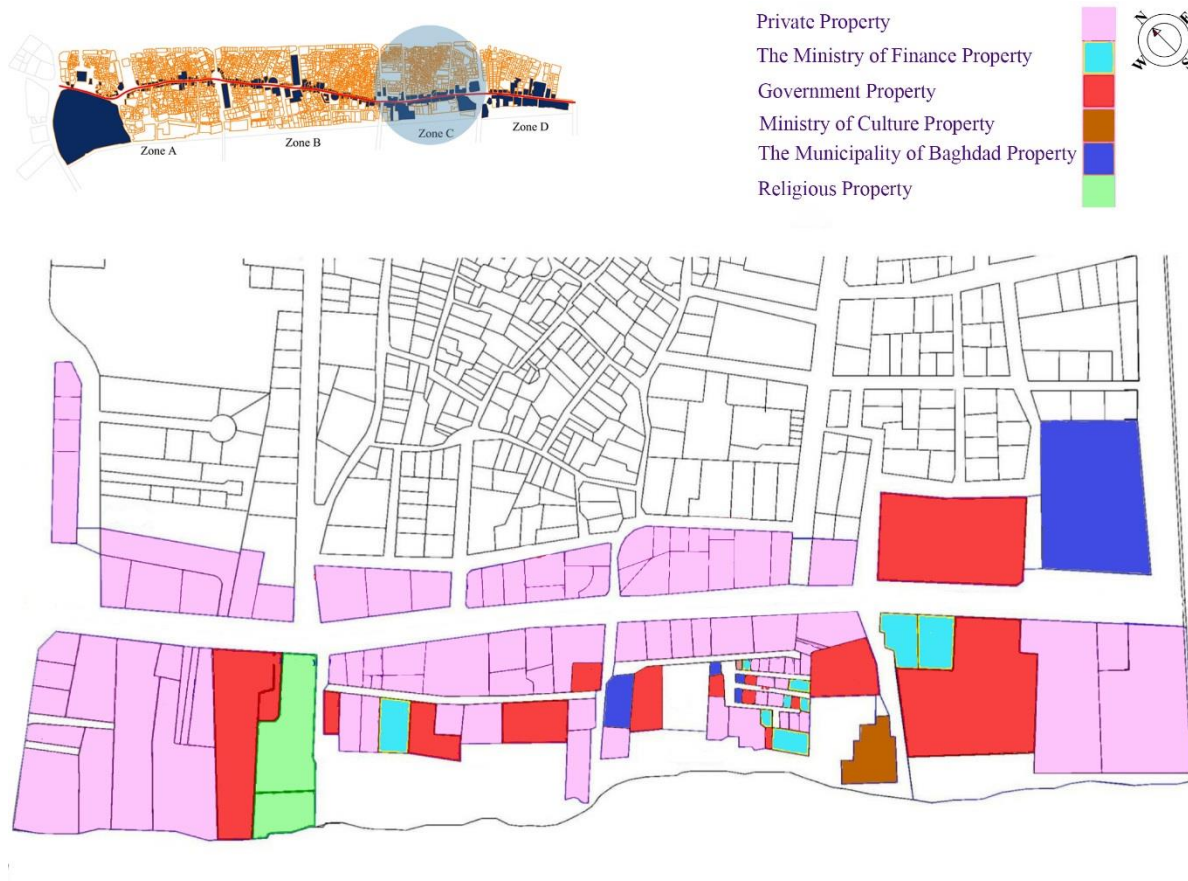 Private Property
The Ministry of Finance Property
Government Property
Ministry of Culture Property
The Municipality of Baghdad Property
Religious Property
N
E
W
S
Zone A
Zone B
Zone C
Zone D